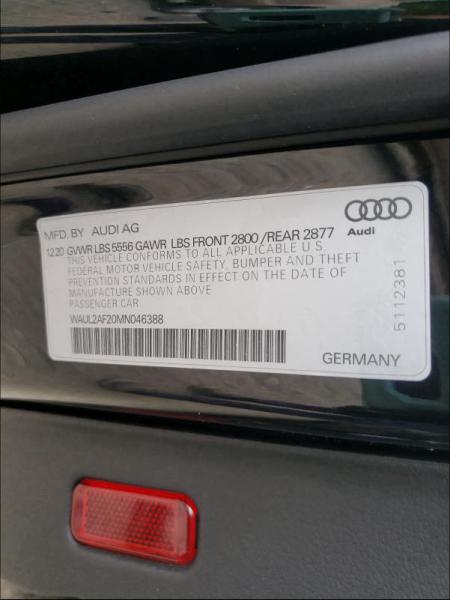 MFD. BY AUDI AG
12.20 GVWR LBS 5556 GAWR LBS FRONT 2800 /REAR 2877
THIS VEHICLE CONFORMS TO ALL APPLICABLE U.S.
FEDERAL MOTOR VEHICLE SAFETY, BUMPER AND THEFT
PREVENTION STANDARDS IN EFFECT ON THE DATE OF
MANUFACTURE SHOWN ABOVE
PASSENGER CAR
WAUL2AF20MN046388
Audi
5112381
GERMANY